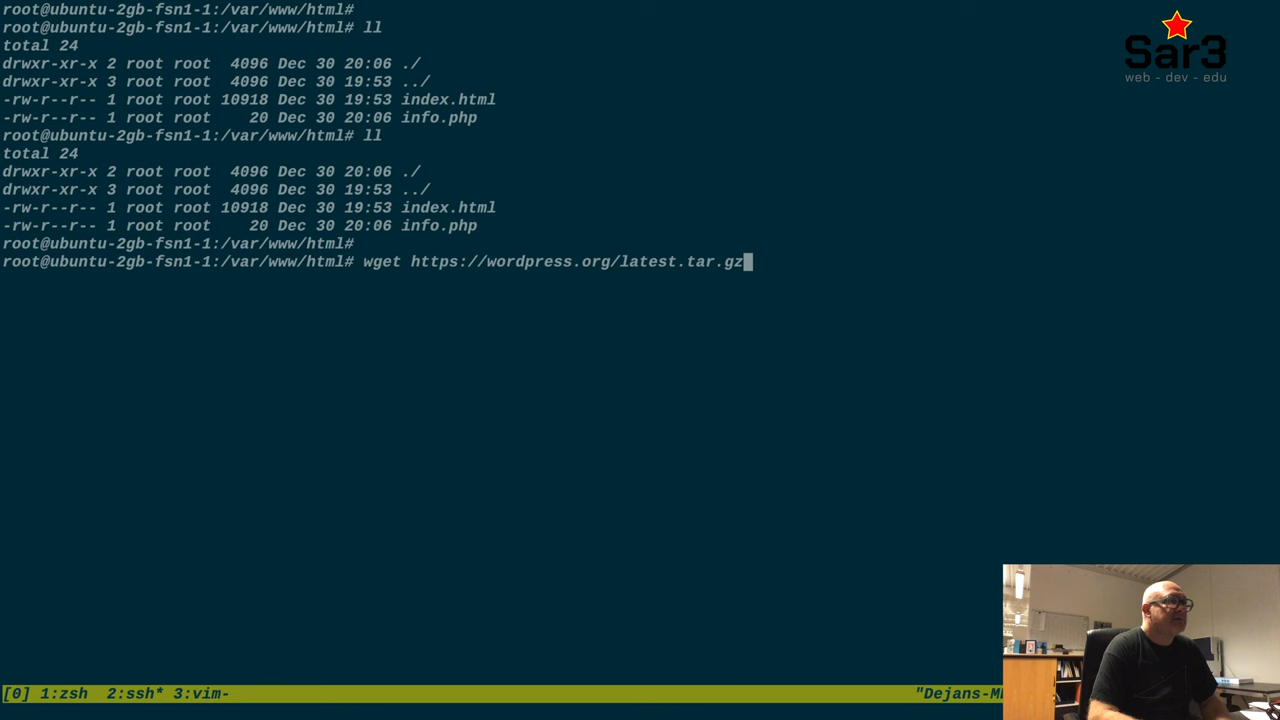 root@ubuntu-2gb-fsn1-1:/var/www/html#
root@ubuntu-2gb-fsn1-1:/var/www/html# ll
total 24
drwxr-xr-x 2 root root  4096 Dec 30 20:06 ./
drwxr-xr-x 3 root root  4096 Dec 30 19:53 ../
-rw-r--r-- 1 root root 10918 Dec 30 19:53 index.html
-rw-r--r-- 1 root root    20 Dec 30 20:06 info.php
root@ubuntu-2gb-fsn1-1:/var/www/html# ll
total 24
drwxr-xr-x 2 root root  4096 Dec 30 20:06 ./
drwxr-xr-x 3 root root  4096 Dec 30 19:53 ../
-rw-r--r-- 1 root root 10918 Dec 30 19:53 index.html
-rw-r--r-- 1 root root    20 Dec 30 20:06 info.php
root@ubuntu-2gb-fsn1-1:/var/www/html#
root@ubuntu-2gb-fsn1-1:/var/www/html# wget https://wordpress.org/latest.tar.gz
Sar3
web - dev - edu
[0] 1:zsh  2:ssh* 3:vim-
"Dejans-M